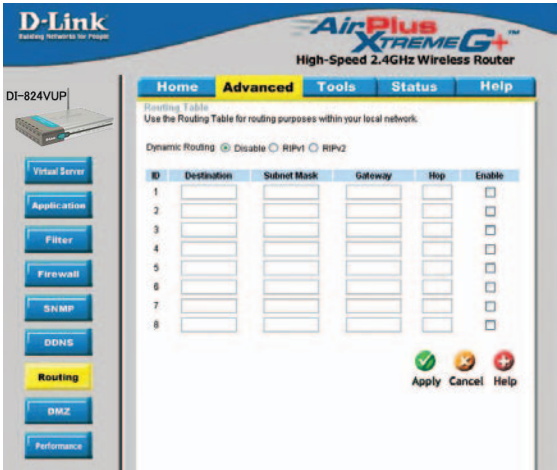 D-Link
Building Networks for People
AirPlus
XTREME G+™
High-Speed 2.4GHz Wireless Router
DI-824VUP
Home Advanced Tools Status Help
Routing Table
Use the Routing Table for routing purposes within your local network.
Dynamic Routing Disable RIPv1 RIPv2
ID Destination Subnet Mask Gateway Hop Enable
1
2
3
4
5
6
7
8
Virtual Server
Application
Filter
Firewall
SNMP
DDNS
Routing
DMZ
Performance
Apply Cancel Help